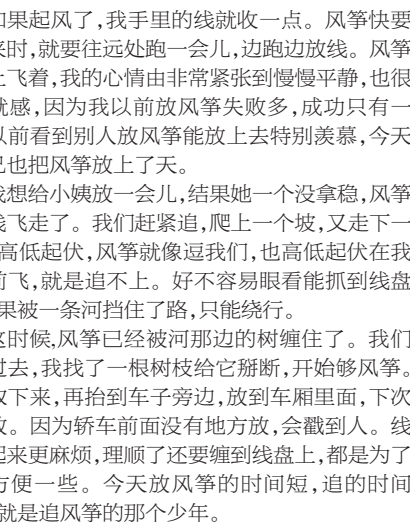 如果起风了,我手里的线就收一点。风筝快要
来时,就要往远处跑一会儿,边跑边放线。风筝
上飞着,我的心情由非常紧张到慢慢平静,也很
就感,因为我以前放风筝失败多,成功只有一
以前看到别人放风筝能放上去特别羡慕,今天
己也把风筝放上了天。
我想给小姨放一会儿,结果她一个没拿稳,风筝
线飞走了。我们赶紧追,爬上一个坡,又走下一
高低起伏,风筝就像逗我们,也高低起伏在我
前飞,就是追不上。好不容易眼看能抓到线盘
果被一条河挡住了路,只能绕行。
这时候,风筝已经被河那边的树缠住了。我们
过去,我找了一根树枝给它掰断,开始够风筝。
放下来,再抬到车子旁边,放到车厢里面,下次
放。因为轿车前面没有地方放,会戳到人。线
起来更麻烦,理顺了还要缠到线盘上,都是为了
方便一些。今天放风筝的时间短,追的时间
就是追风筝的那个少年。